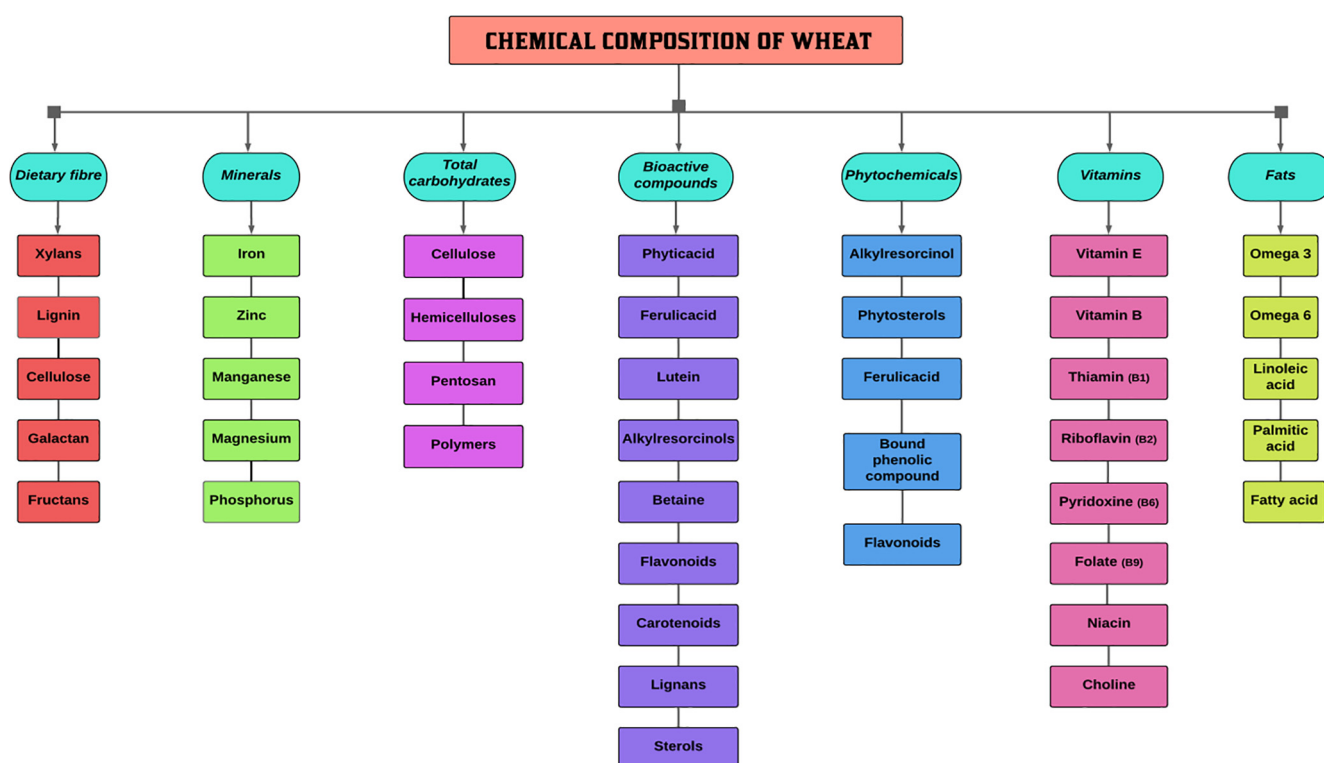 CHEMICAL COMPOSITION OF WHEAT
Dietary fibre
Minerals
Total
carbohydrates
Bioactive
compounds
Phytochemicals
Vitamins
Fats
Xylans
Lignin
Cellulose
Galactan
Fructans
Iron
Zinc
Manganese
Magnesium
Phosphorus
Cellulose
Hemicelluloses
Pentosan
Polymers
Phyticacid
Ferulicacid
Lutein
Alkylresorcinols
Betaine
Flavonoids
Carotenoids
Lignans
Sterols
Alkylresorcinol
Phytosterols
Ferulicacid
Bound
phenolic
compound
Flavonoids
Vitamin E
Vitamin B
Thiamin (B1)
Riboflavin (B2)
Pyridoxine (B6)
Folate (B9)
Niacin
Choline
Omega 3
Omega 6
Linoleic
acid
Palmitic
acid
Fatty acid